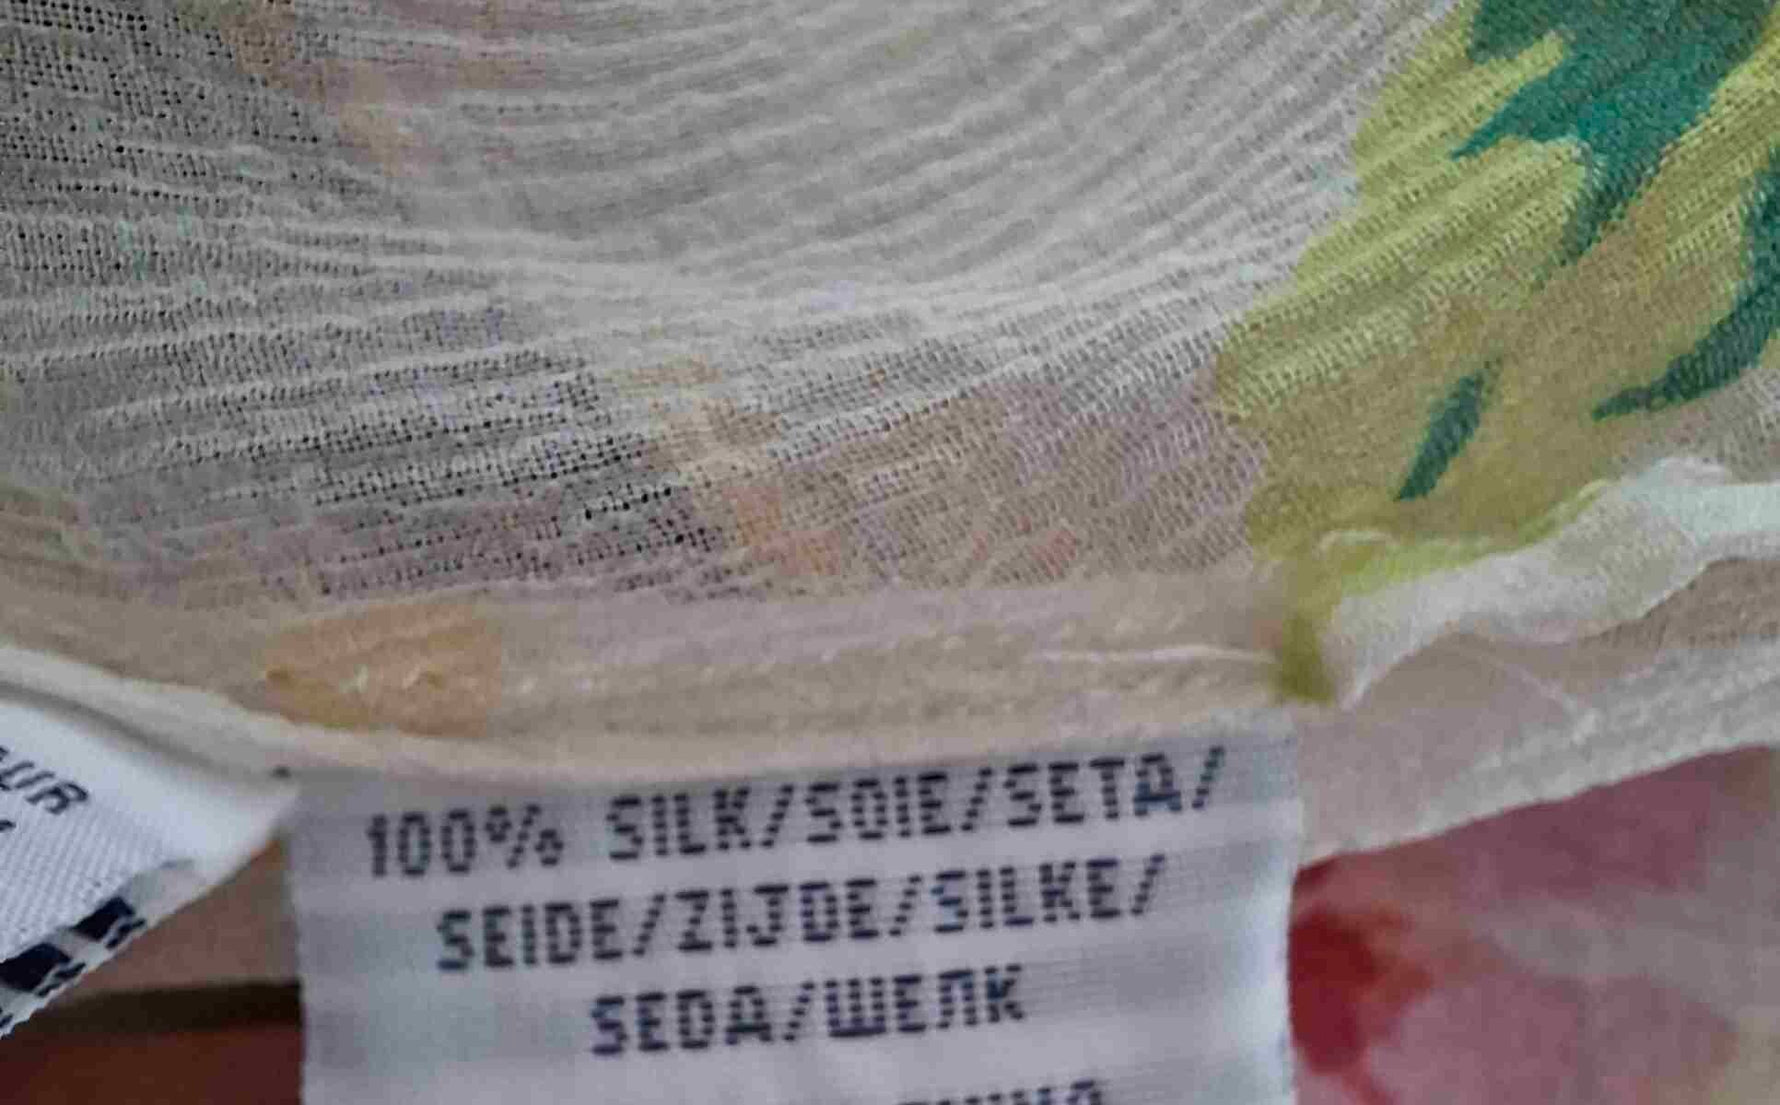 100% SILK/SOIE/SETA/
SEIDE/ZIJDE/SILKE/
SEDA/ШЕЛК